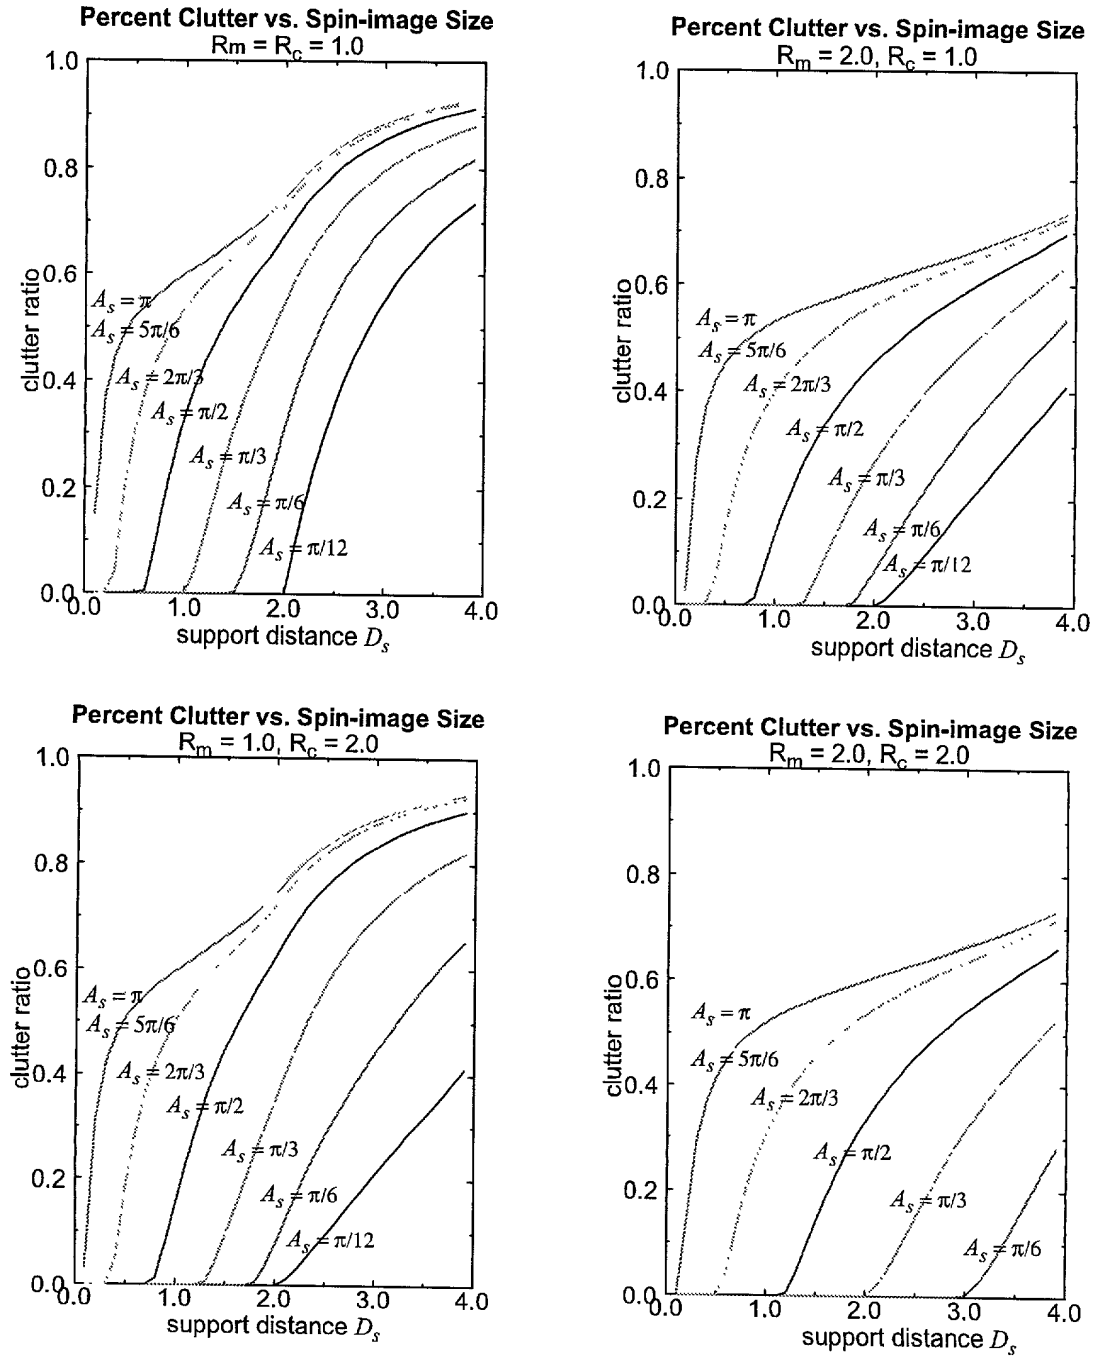 Percent Clutter vs. Spin-image Size
Rm = Rc = 1.0
1.0
0.8
0.6
0.4
0.2
0.0
clutter ratio
As = π
As = 5π/6
As = 2π/3
As = π/2
As = π/3
As = π/6
As = π/12
0.0 1.0 2.0 3.0 4.0
support distance Ds
Percent Clutter vs. Spin-image Size
Rm = 2.0, Rc = 1.0
1.0
0.8
0.6
0.4
0.2
0.0
clutter ratio
As = π
As = 5π/6
As = 2π/3
As = π/2
As = π/3
As = π/6
As = π/12
0.0 1.0 2.0 3.0 4.0
support distance Ds
Percent Clutter vs. Spin-image Size
Rm = 1.0, Rc = 2.0
1.0
0.8
0.6
0.4
0.2
0.0
clutter ratio
As = π
As = 5π/6
As = 2π/3
As = π/2
As = π/3
As = π/6
As = π/12
0.0 1.0 2.0 3.0 4.0
support distance Ds
Percent Clutter vs. Spin-image Size
Rm = 2.0, Rc = 2.0
1.0
0.8
0.6
0.4
0.2
0.0
clutter ratio
As = π
As = 5π/6
As = 2π/3
As = π/2
As = π/3
As = π/6
0.0 1.0 2.0 3.0 4.0
support distance Ds